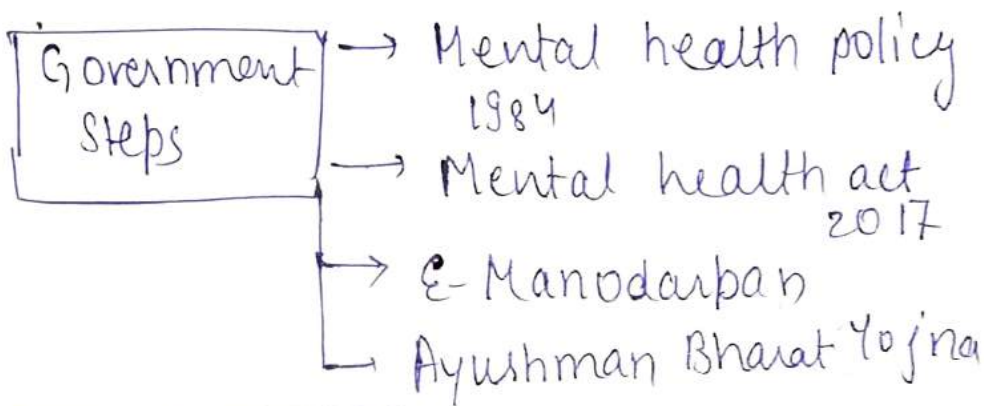 Government
Steps
Mental health policy
1984
Mental health act
2017
E-Manodarpan
Ayushman Bharat Yojna